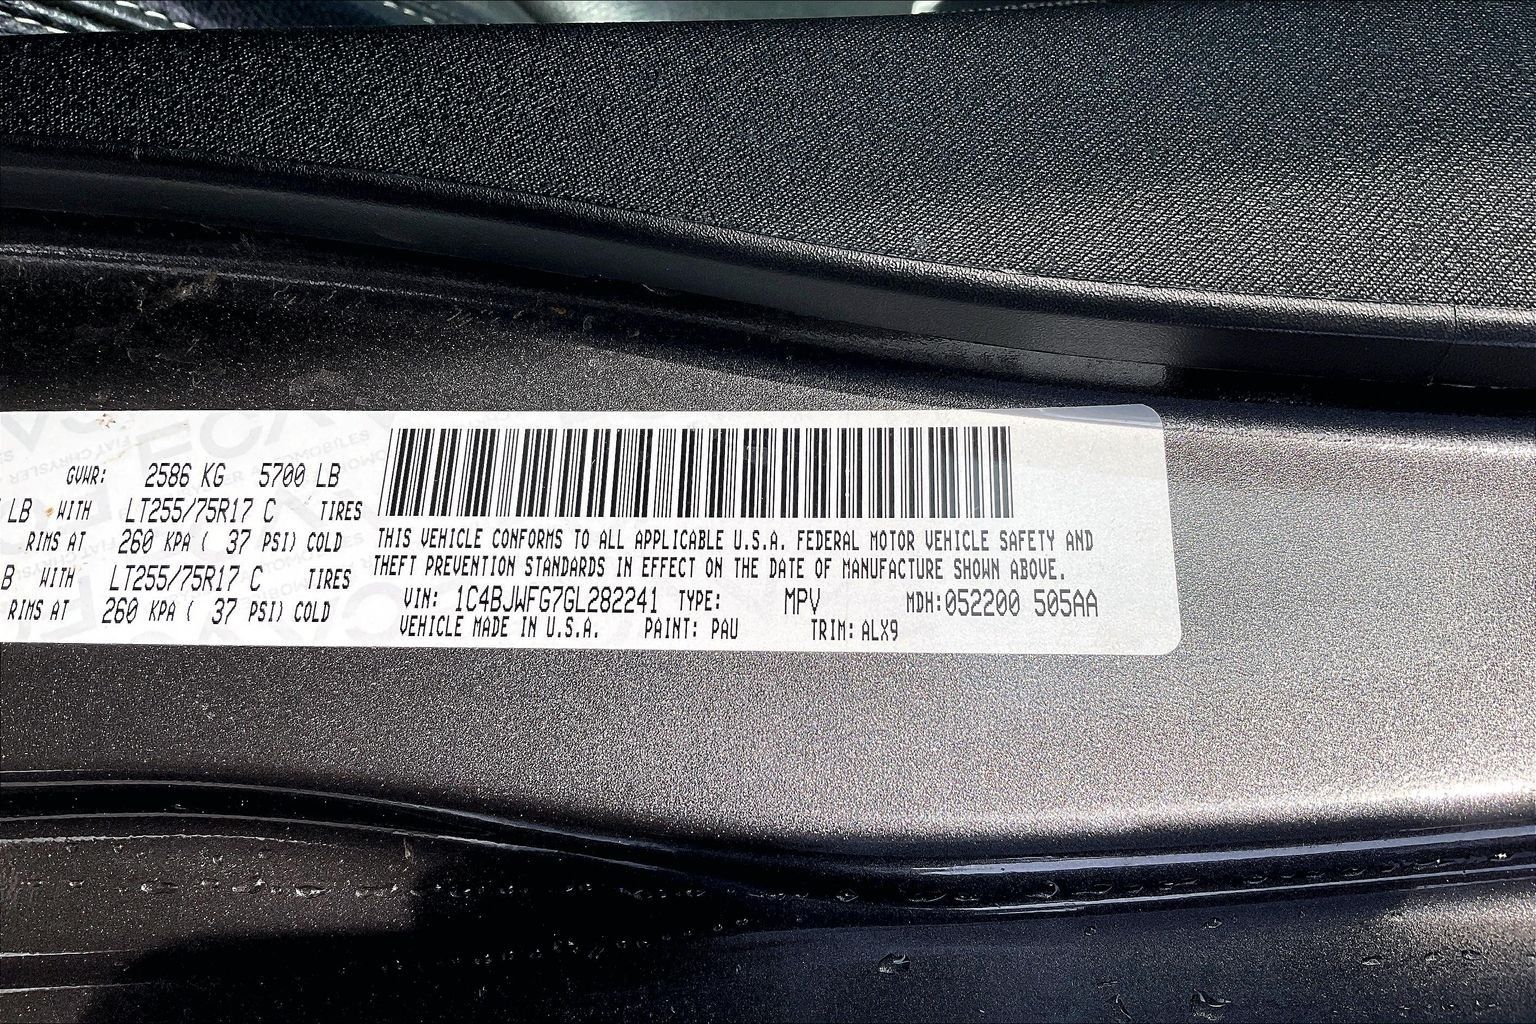 GVWR: 2586 KG 5700 LB
LB WITH LT255/75R17 C TIRES
RIMS AT 260 KPA ( 37 PSI) COLD
B WITH LT255/75R17 C TIRES
RIMS AT 260 KPA ( 37 PSI) COLD
THIS VEHICLE CONFORMS TO ALL APPLICABLE U.S.A. FEDERAL MOTOR VEHICLE SAFETY AND
THEFT PREVENTION STANDARDS IN EFFECT ON THE DATE OF MANUFACTURE SHOWN ABOVE.
VIN: 1C4BJWFG7GL282241 TYPE: MPV MDH:052200 505AA
VEHICLE MADE IN U.S.A. PAINT: PAU TRIM: ALX9